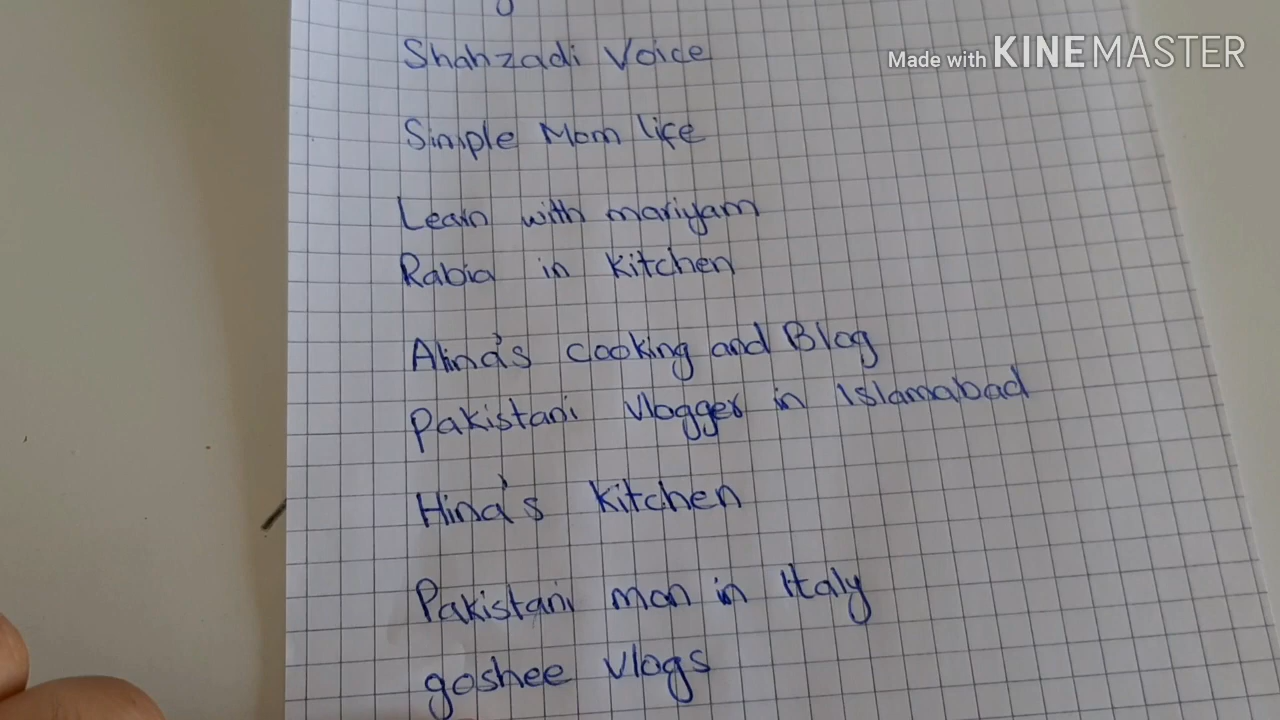 Made with KINEMASTER
Shahzadi Voice
Simple Mom life
Learn with mariyam
Rabia in Kitchen
Alina's cooking and Blog
Pakistani Vlogger in Islamabad
Hina's Kitchen
Pakistani mom in Italy
goshee vlogs